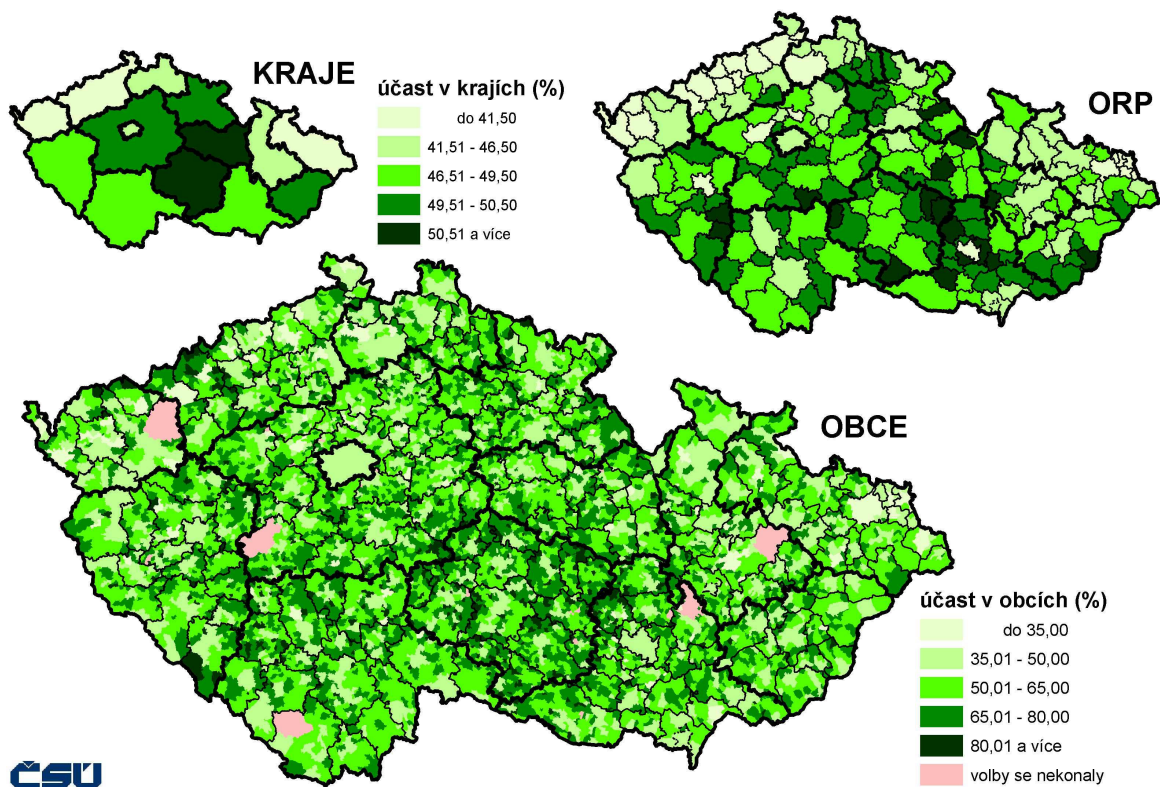 KRAJE
účast v krajích (%)
do 41,50
41,51 - 46,50
46,51 - 49,50
49,51 - 50,50
50,51 a více
ORP
OBCE
účast v obcích (%)
do 35,00
35,01 - 50,00
50,01 - 65,00
65,01 - 80,00
80,01 a více
volby se nekonaly
ČSÚ